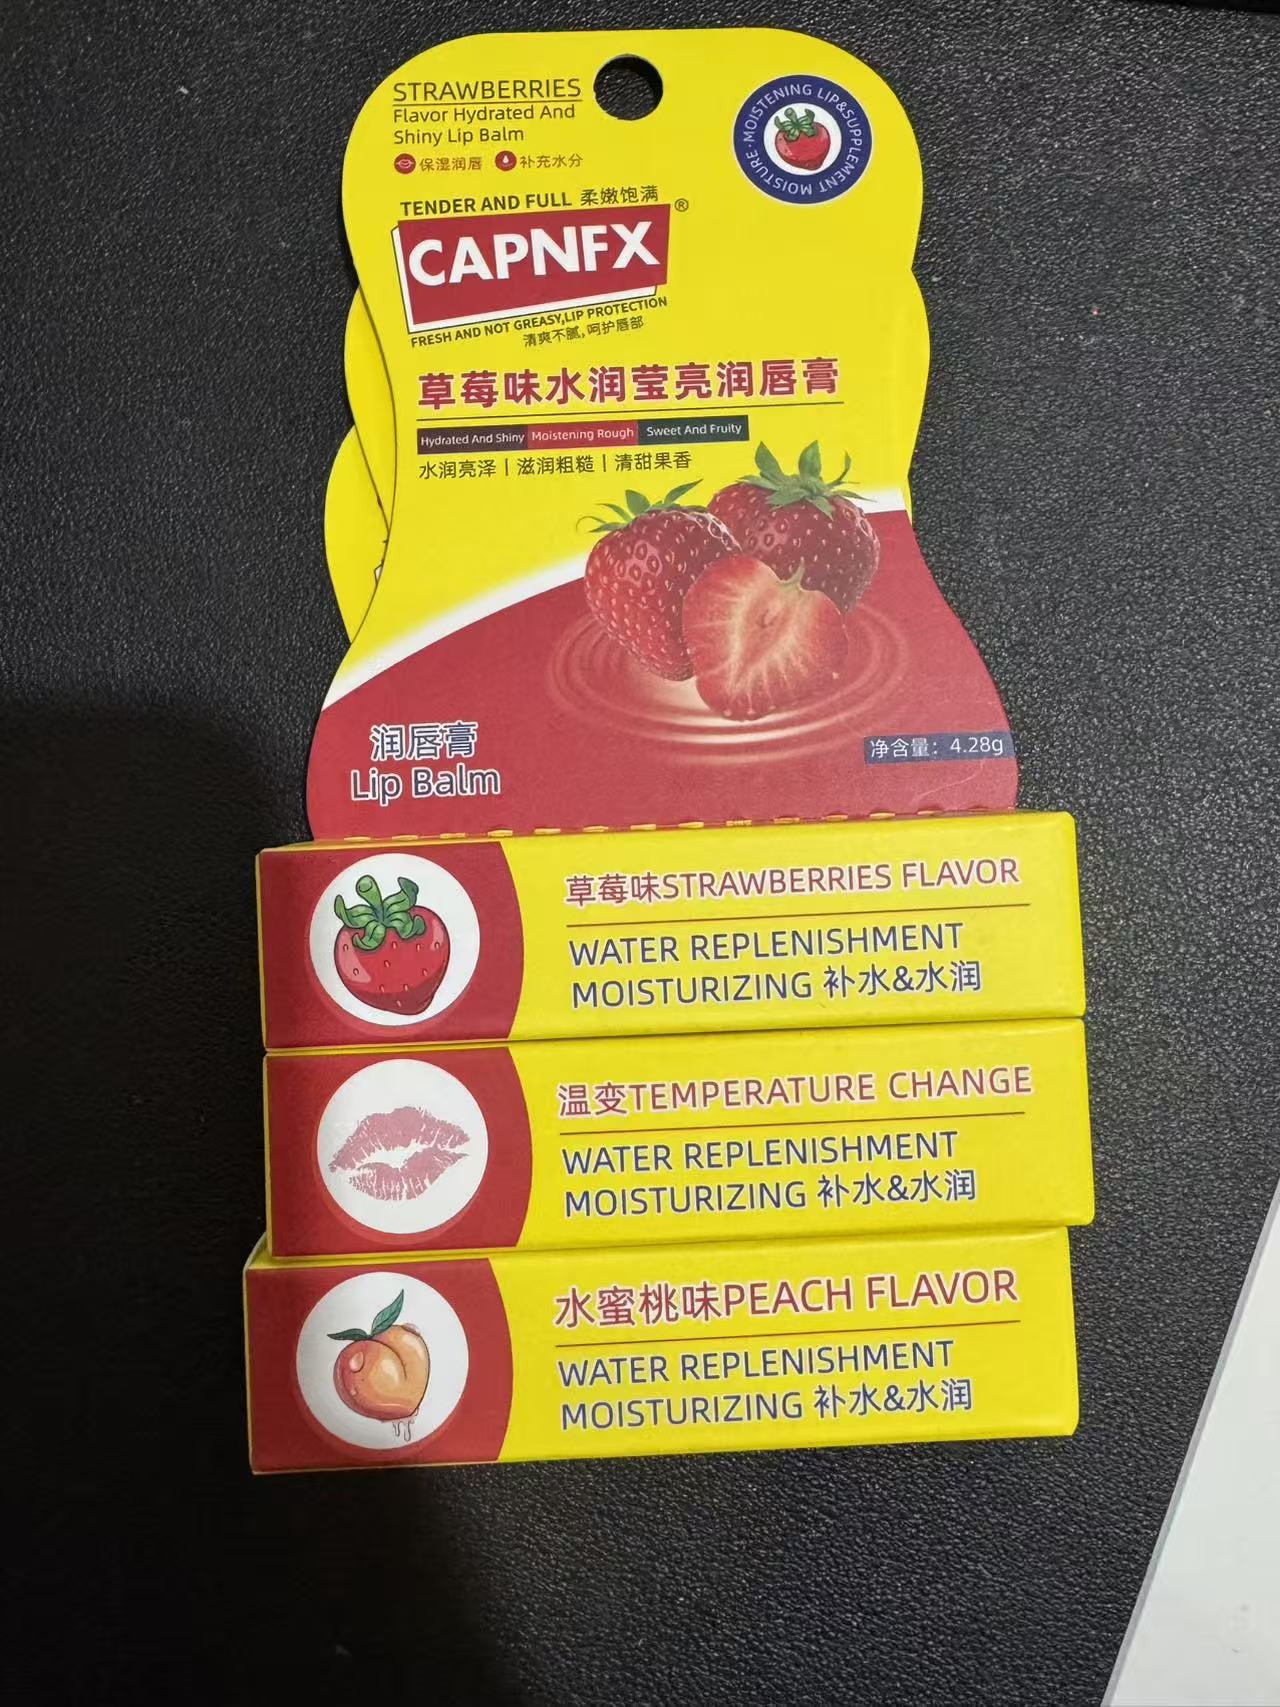 STRAWBERRIES
Flavor Hydrated And
Shiny Lip Balm
保湿润唇 补充水分
MOISTENING LIP&SUPPLEMENT MOISTURE·
TENDER AND FULL 柔嫩饱满
CAPNFX®
FRESH AND NOT GREASY,LIP PROTECTION
清爽不腻,呵护唇部
草莓味水润莹亮润唇膏
Hydrated And Shiny Moistening Rough Sweet And Fruity
水润亮泽丨滋润粗糙丨清甜果香
净含量：4.28g
润唇膏
Lip Balm
草莓味STRAWBERRIES FLAVOR
WATER REPLENISHMENT
MOISTURIZING 补水&水润
温变TEMPERATURE CHANGE
WATER REPLENISHMENT
MOISTURIZING 补水&水润
水蜜桃味PEACH FLAVOR
WATER REPLENISHMENT
MOISTURIZING 补水&水润